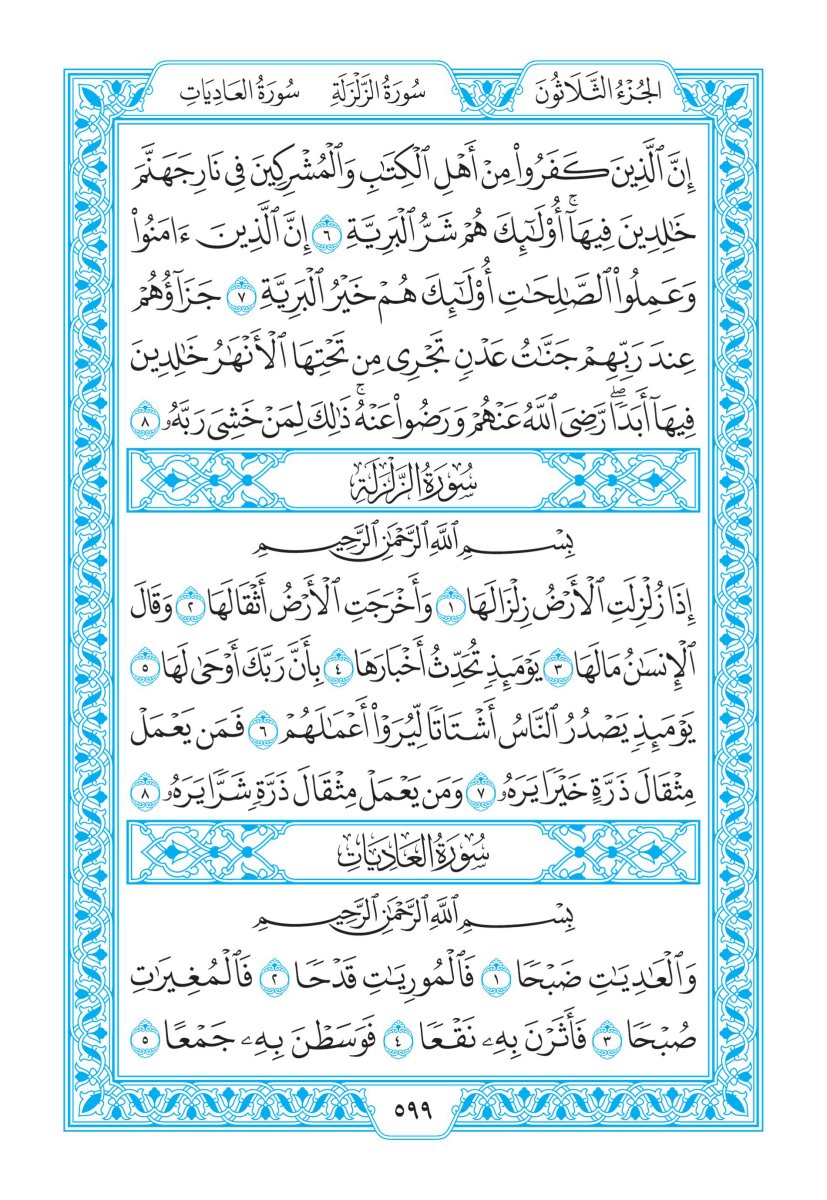 الجُزْءُ الثَّلَاثُونَ سُورَةُ الزَّلْزَلَةِ سُورَةُ العَادِيَاتِ
إِنَّ ٱلَّذِينَ كَفَرُواْ مِنْ أَهْلِ ٱلْكِتَٰبِ وَٱلْمُشْرِكِينَ فِى نَارِ جَهَنَّمَ
خَٰلِدِينَ فِيهَآۚ أُوْلَٰٓئِكَ هُمْ شَرُّ ٱلْبَرِيَّةِ ٦ إِنَّ ٱلَّذِينَ ءَامَنُواْ
وَعَمِلُواْ ٱلصَّٰلِحَٰتِ أُوْلَٰٓئِكَ هُمْ خَيْرُ ٱلْبَرِيَّةِ ٧ جَزَآؤُهُمْ
عِندَ رَبِّهِمْ جَنَّٰتُ عَدْنٍ تَجْرِى مِن تَحْتِهَا ٱلْأَنْهَٰرُ خَٰلِدِينَ
فِيهَآ أَبَدًاۖ رَّضِىَ ٱللَّهُ عَنْهُمْ وَرَضُواْ عَنْهُۚ ذَٰلِكَ لِمَنْ خَشِىَ رَبَّهُۥ ٨
سُورَةُ الزَّلْزَلَةِ
بِسْمِ ٱللَّهِ ٱلرَّحْمَٰنِ ٱلرَّحِيمِ
إِذَا زُلْزِلَتِ ٱلْأَرْضُ زِلْزَالَهَا ١ وَأَخْرَجَتِ ٱلْأَرْضُ أَثْقَالَهَا ٢ وَقَالَ
ٱلْإِنسَٰنُ مَا لَهَا ٣ يَوْمَئِذٍ تُحَدِّثُ أَخْبَارَهَا ٤ بِأَنَّ رَبَّكَ أَوْحَىٰ لَهَا ٥
يَوْمَئِذٍ يَصْدُرُ ٱلنَّاسُ أَشْتَاتًا لِّيُرَوْاْ أَعْمَٰلَهُمْ ٦ فَمَن يَعْمَلْ
مِثْقَالَ ذَرَّةٍ خَيْرًا يَرَهُۥ ٧ وَمَن يَعْمَلْ مِثْقَالَ ذَرَّةٍ شَرًّا يَرَهُۥ ٨
سُورَةُ العَادِيَاتِ
بِسْمِ ٱللَّهِ ٱلرَّحْمَٰنِ ٱلرَّحِيمِ
وَٱلْعَٰدِيَٰتِ ضَبْحًا ١ فَٱلْمُورِيَٰتِ قَدْحًا ٢ فَٱلْمُغِيرَٰتِ
صُبْحًا ٣ فَأَثَرْنَ بِهِۦ نَقْعًا ٤ فَوَسَطْنَ بِهِۦ جَمْعًا ٥
٥٩٩